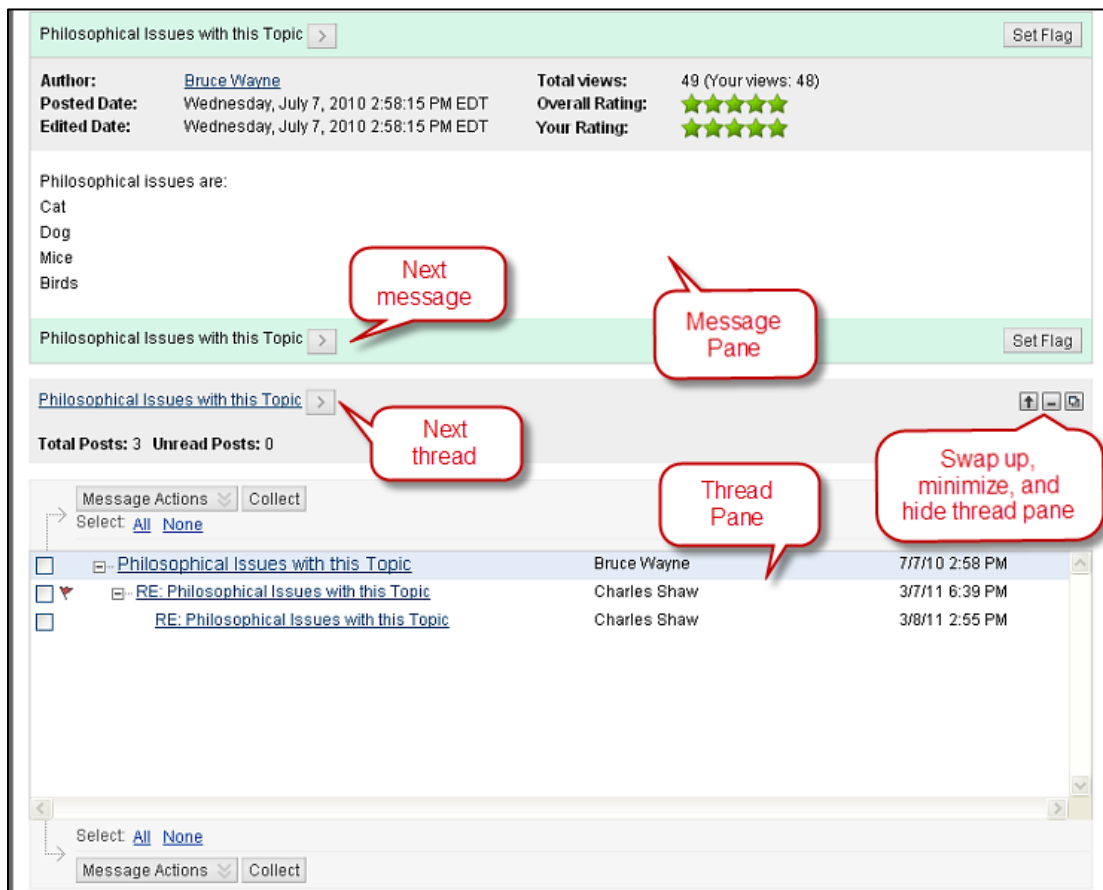 Philosophical Issues with this Topic >
Set Flag
Author: Bruce Wayne Total views: 49 (Your views: 48)
Posted Date: Wednesday, July 7, 2010 2:58:15 PM EDT Overall Rating:
Edited Date: Wednesday, July 7, 2010 2:58:15 PM EDT Your Rating:
Philosophical issues are:
Cat
Dog
Mice
Birds
Next
message
Message
Pane
Philosophical Issues with this Topic >
Set Flag
Philosophical Issues with this Topic >
Total Posts: 3 Unread Posts: 0
Next
thread
Swap up,
minimize, and
hide thread pane
Thread
Pane
Message Actions Collect
Select: All None
Philosophical Issues with this Topic Bruce Wayne 7/7/10 2:58 PM
RE: Philosophical Issues with this Topic Charles Shaw 3/7/11 6:39 PM
RE: Philosophical Issues with this Topic Charles Shaw 3/8/11 2:55 PM
Select: All None
Message Actions Collect